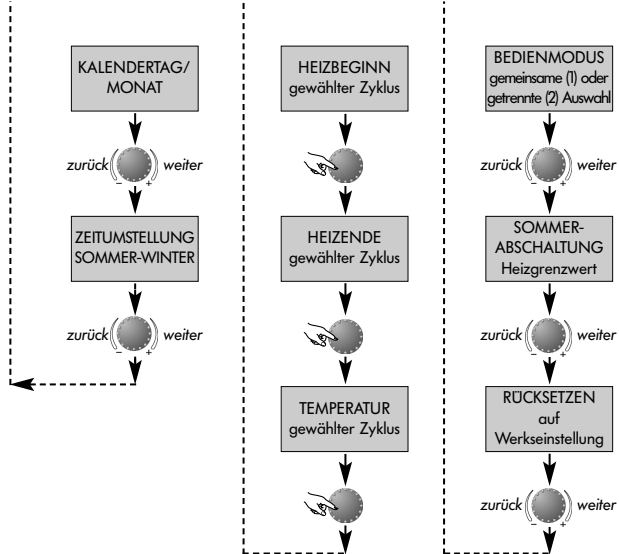 KALENDERTAG/
MONAT
zurück
weiter
– +
ZEITUMSTELLUNG
SOMMER-WINTER
zurück
weiter
– +
HEIZBEGINN
gewählter Zyklus
HEIZENDE
gewählter Zyklus
TEMPERATUR
gewählter Zyklus
BEDIENMODUS
gemeinsame (1) oder
getrennte (2) Auswahl
zurück
weiter
– +
SOMMER-
ABSCHALTUNG
Heizgrenzwert
zurück
weiter
– +
RÜCKSETZEN
auf
Werkseinstellung
zurück
weiter
– +